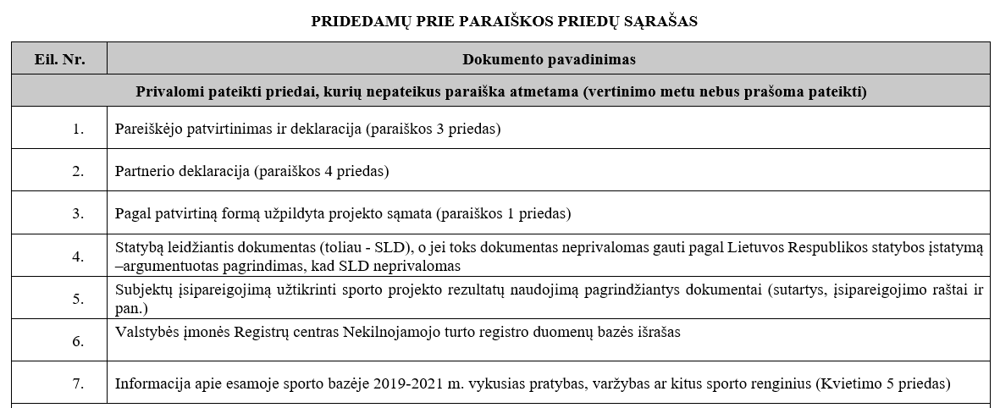 PRIDEDAMŲ PRIE PARAIŠKOS PRIEDŲ SĄRAŠAS
Eil. Nr. Dokumento pavadinimas
Privalomi pateikti priedai, kurių nepateikus paraiška atmetama (vertinimo metu nebus prašoma pateikti)
1. Pareiškėjo patvirtinimas ir deklaracija (paraiškos 3 priedas)
2. Partnerio deklaracija (paraiškos 4 priedas)
3. Pagal patvirtiną formą užpildyta projekto sąmata (paraiškos 1 priedas)
4. Statybą leidžiantis dokumentas (toliau - SLD), o jei toks dokumentas neprivalomas gauti pagal Lietuvos Respublikos statybos įstatymą
–argumentuotas pagrindimas, kad SLD neprivalomas
5. Subjektų įsipareigojimą užtikrinti sporto projekto rezultatų naudojimą pagrindžiantys dokumentai (sutartys, įsipareigojimo raštai ir
pan.)
6. Valstybės įmonės Registrų centras Nekilnojamojo turto registro duomenų bazės išrašas
7. Informacija apie esamoje sporto bazėje 2019-2021 m. vykusias pratybas, varžybas ar kitus sporto renginius (Kvietimo 5 priedas)